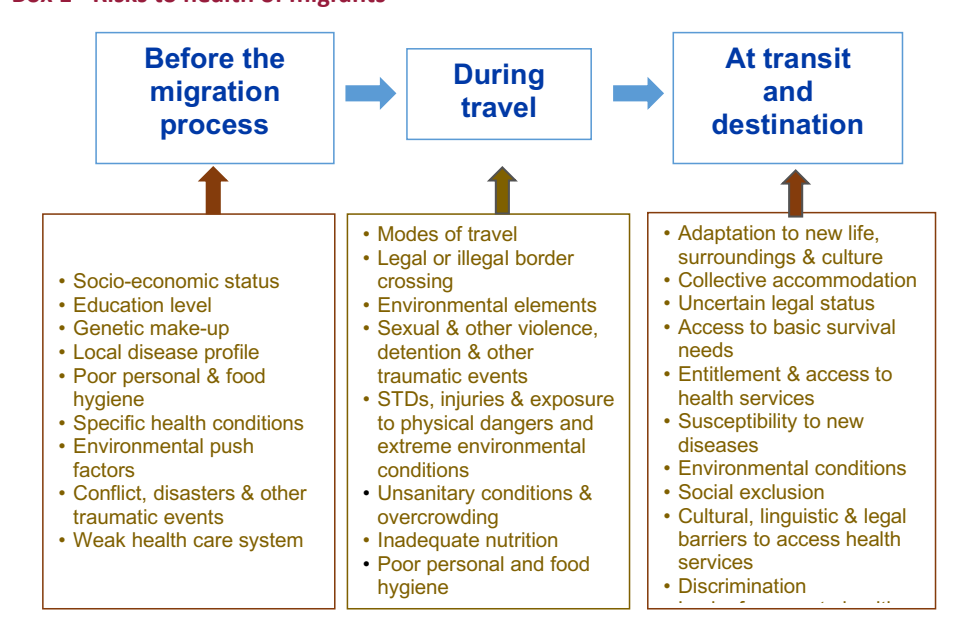 Before the
migration
process
During
travel
At transit
and
destination
• Socio-economic status
• Education level
• Genetic make-up
• Local disease profile
• Poor personal & food
hygiene
• Specific health conditions
• Environmental push
factors
• Conflict, disasters & other
traumatic events
• Weak health care system
• Modes of travel
• Legal or illegal border
crossing
• Environmental elements
• Sexual & other violence,
detention & other
traumatic events
• STDs, injuries & exposure
to physical dangers and
extreme environmental
conditions
• Unsanitary conditions &
overcrowding
• Inadequate nutrition
• Poor personal and food
hygiene
• Adaptation to new life,
surroundings & culture
• Collective accommodation
• Uncertain legal status
• Access to basic survival
needs
• Entitlement & access to
health services
• Susceptibility to new
diseases
• Environmental conditions
• Social exclusion
• Cultural, linguistic & legal
barriers to access health
services
• Discrimination